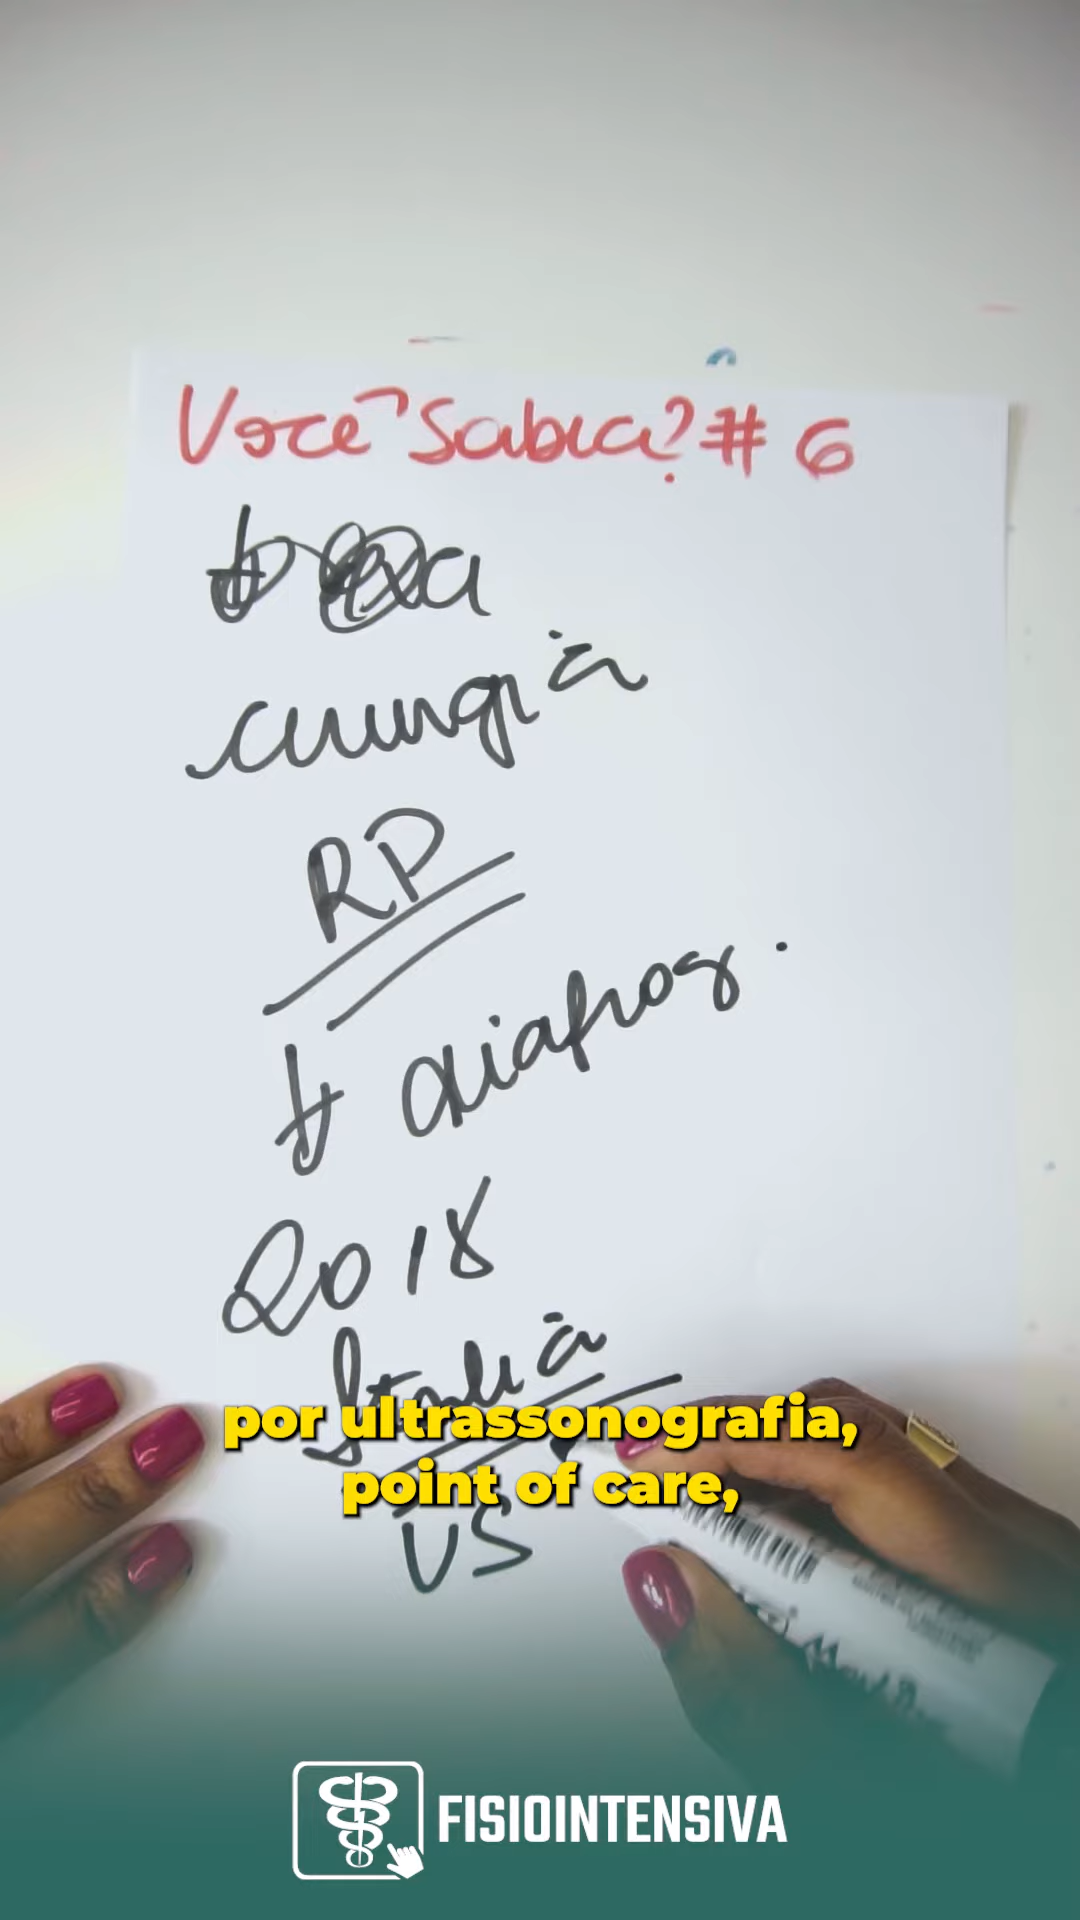 Você Sabia? # 6
cirurgia
RP
diafrag.
2018
Itália
por ultrassonografia,
point of care,
US
FISIOINTENSIVA